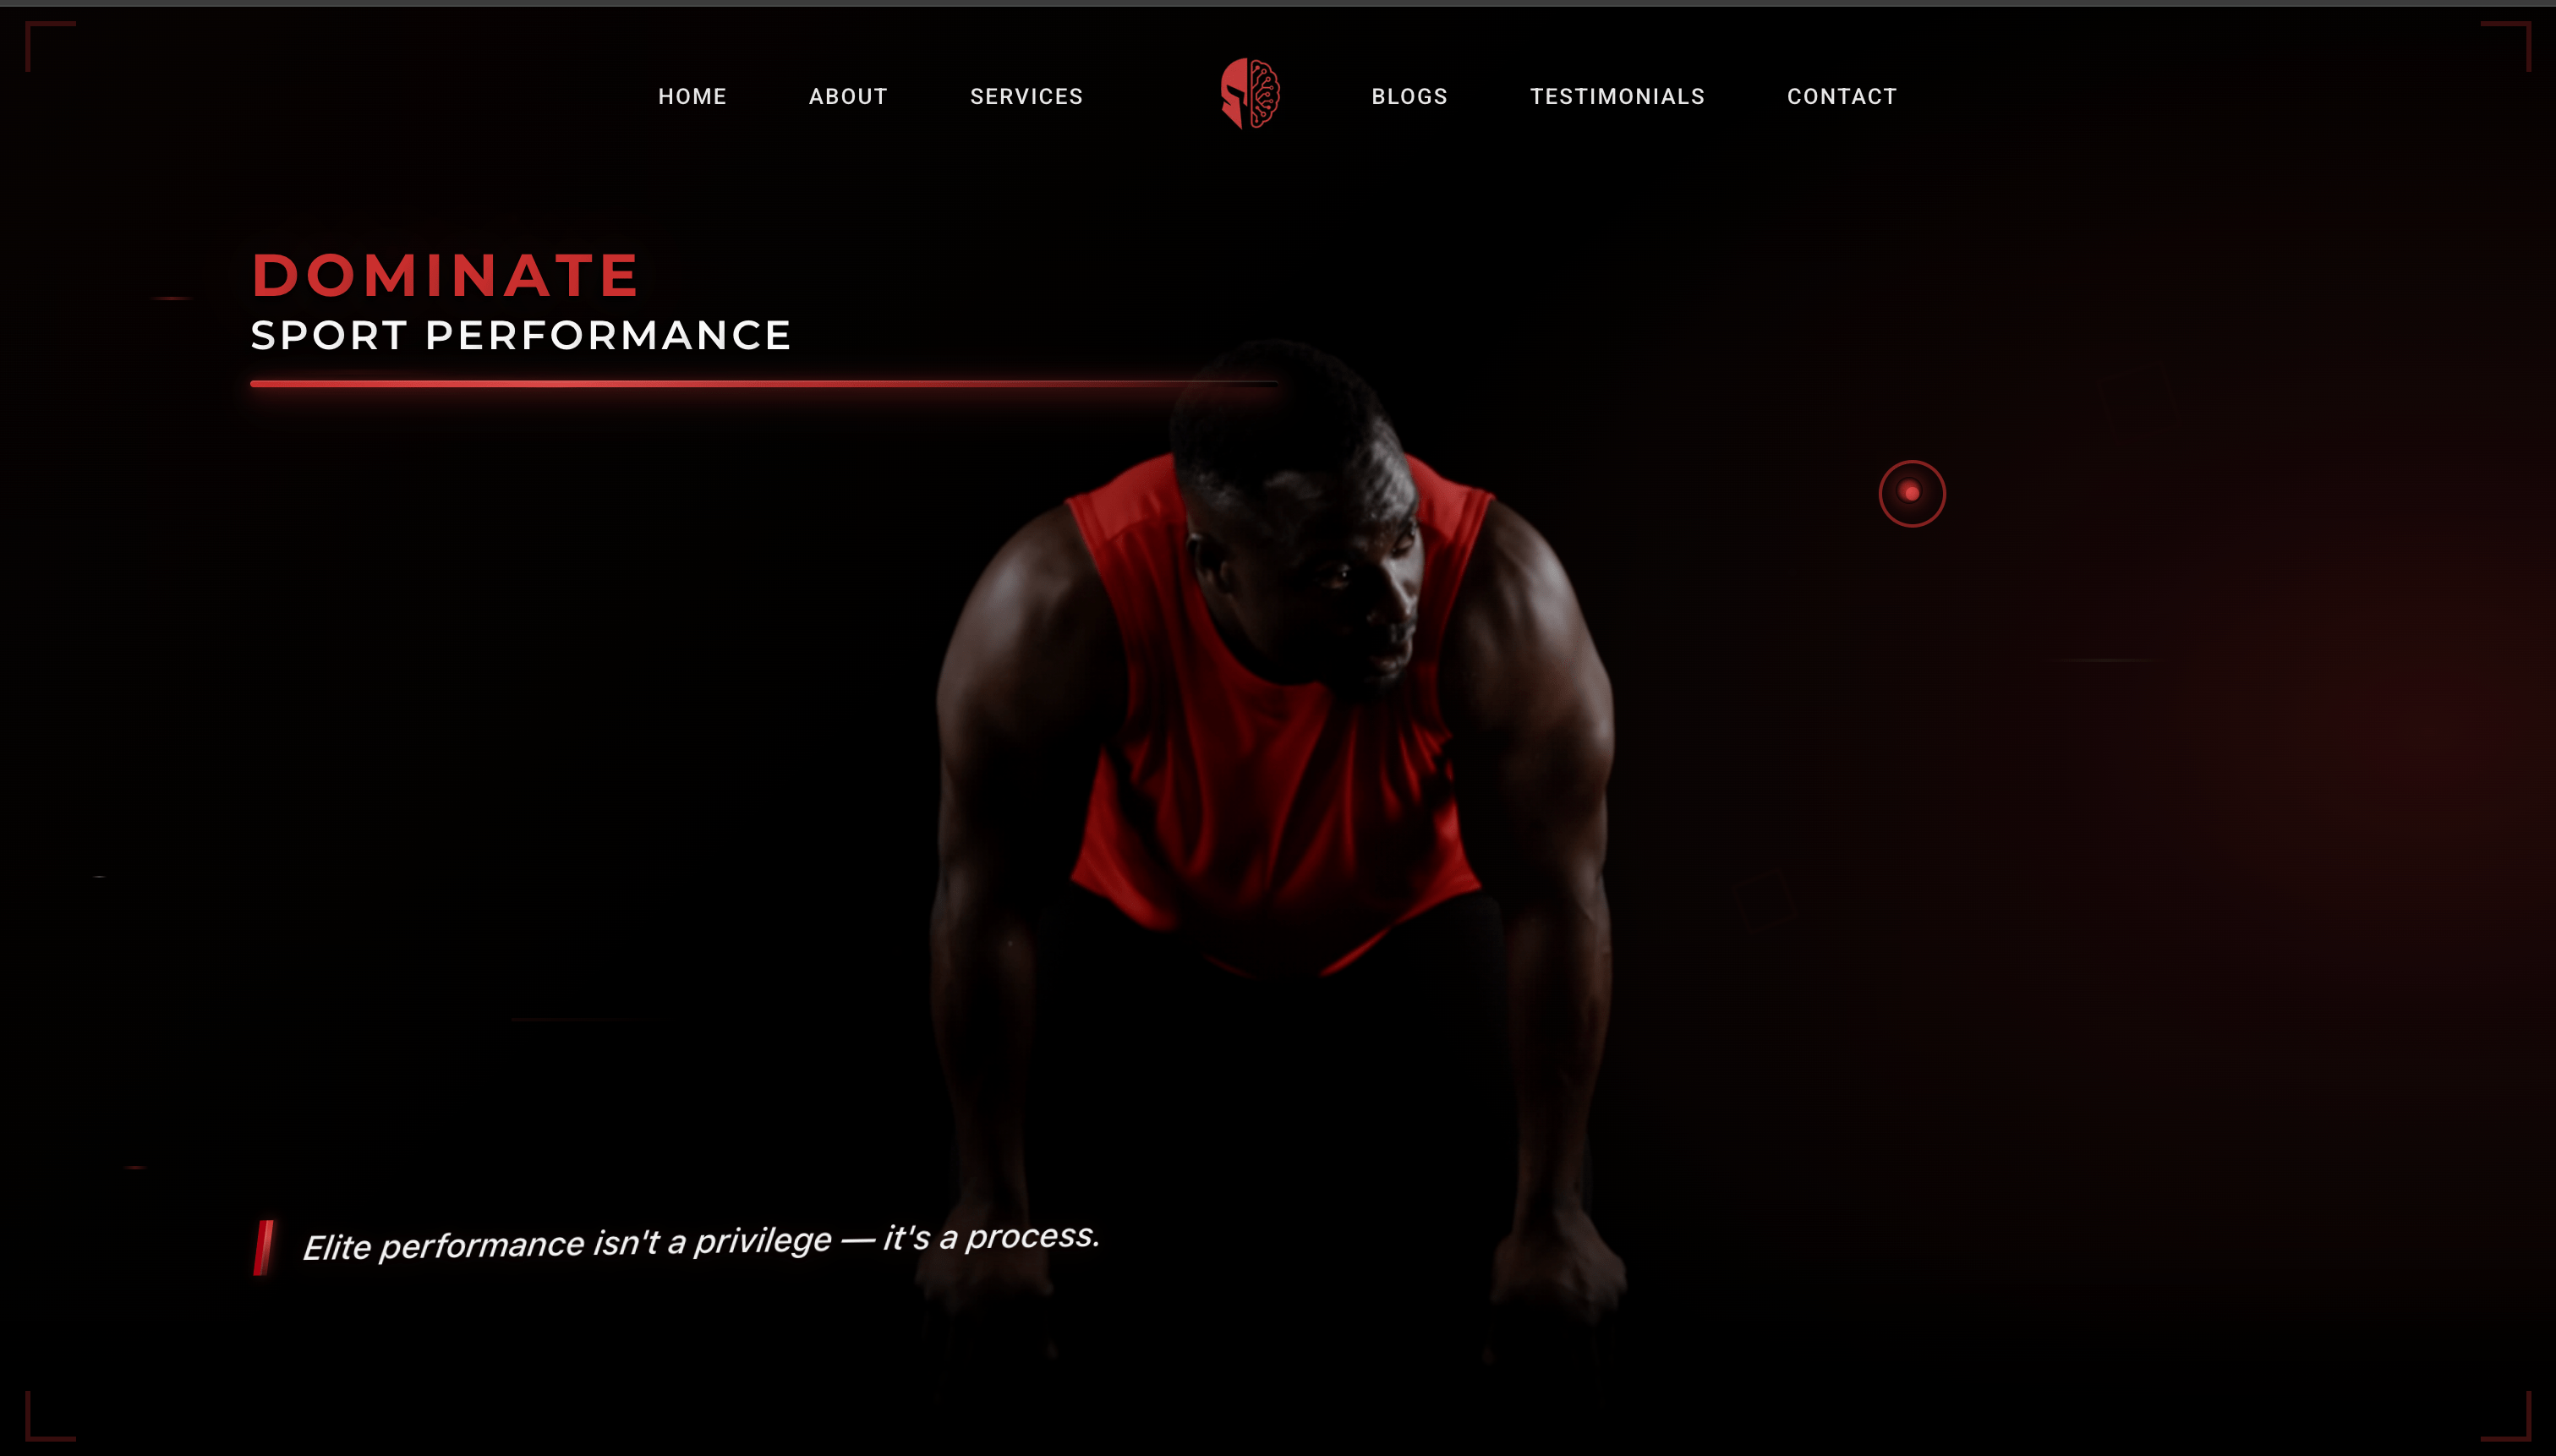 HOME ABOUT SERVICES BLOGS TESTIMONIALS CONTACT
DOMINATE
SPORT PERFORMANCE
Elite performance isn't a privilege — it's a process.